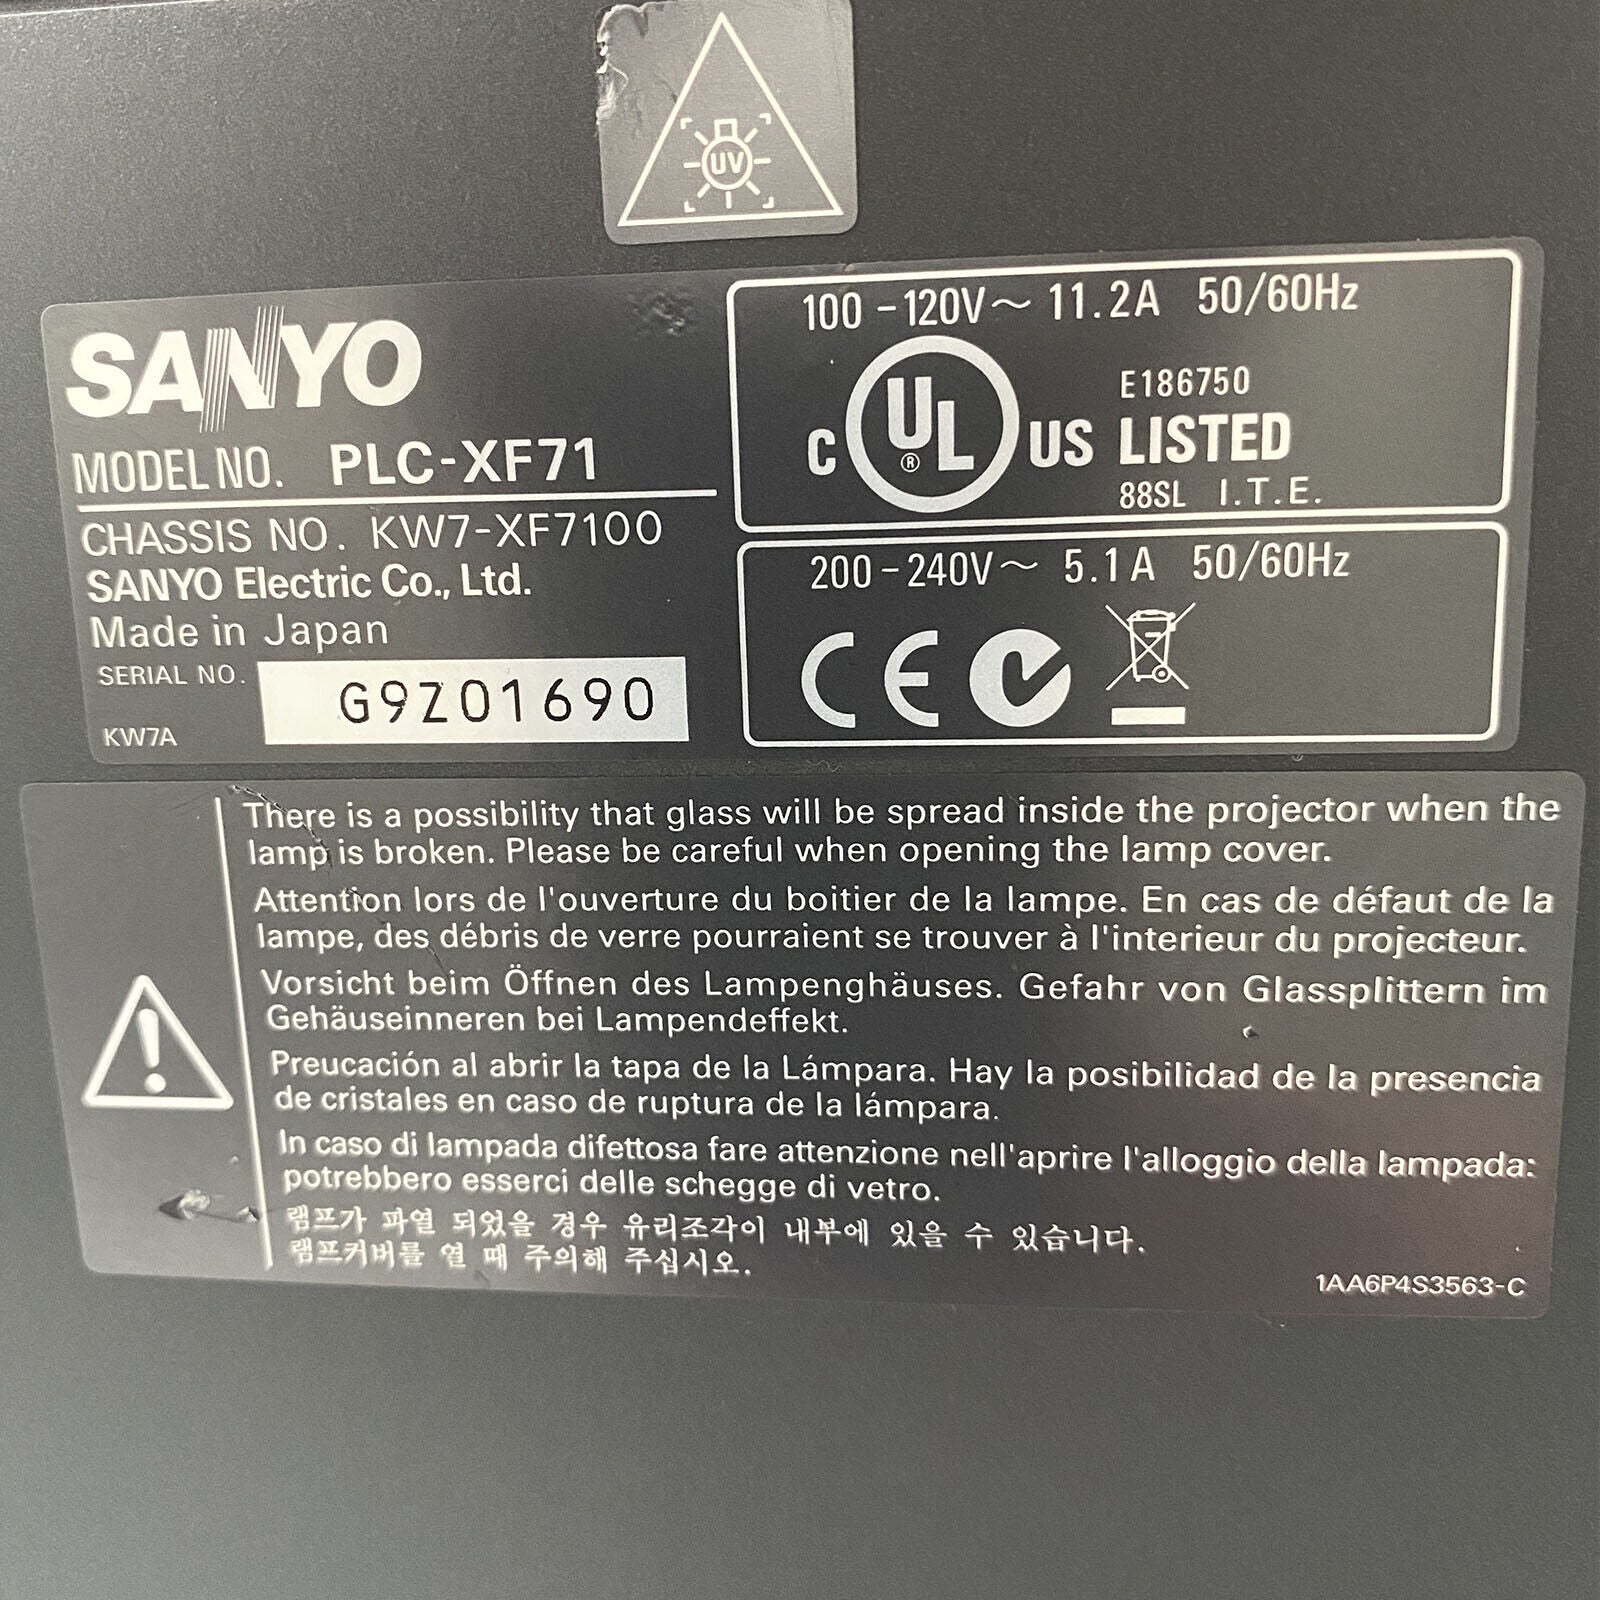 UV
SANYO
MODEL NO. PLC-XF71
CHASSIS NO. KW7-XF7100
SANYO Electric Co., Ltd.
Made in Japan
SERIAL NO. G9Z01690
KW7A
100-120V~ 11.2A 50/60Hz
C UL ® US LISTED
E186750
88SL I.T.E.
200-240V~ 5.1A 50/60Hz
CE
There is a possibility that glass will be spread inside the projector when the
lamp is broken. Please be careful when opening the lamp cover.
Attention lors de l'ouverture du boitier de la lampe. En cas de défaut de la
lampe, des débris de verre pourraient se trouver à l'interieur du projecteur.
Vorsicht beim Öffnen des Lampenghäuses. Gefahr von Glassplittern im
Gehäuseinneren bei Lampendeffekt.
Preucación al abrir la tapa de la Lámpara. Hay la posibilidad de la presencia
de cristales en caso de ruptura de la lámpara.
In caso di lampada difettosa fare attenzione nell'aprire l'alloggio della lampada:
potrebbero esserci delle schegge di vetro.
램프가 파열 되었을 경우 유리조각이 내부에 있을 수 있습니다.
램프커버를 열 때 주의해 주십시오.
1AA6P4S3563-C